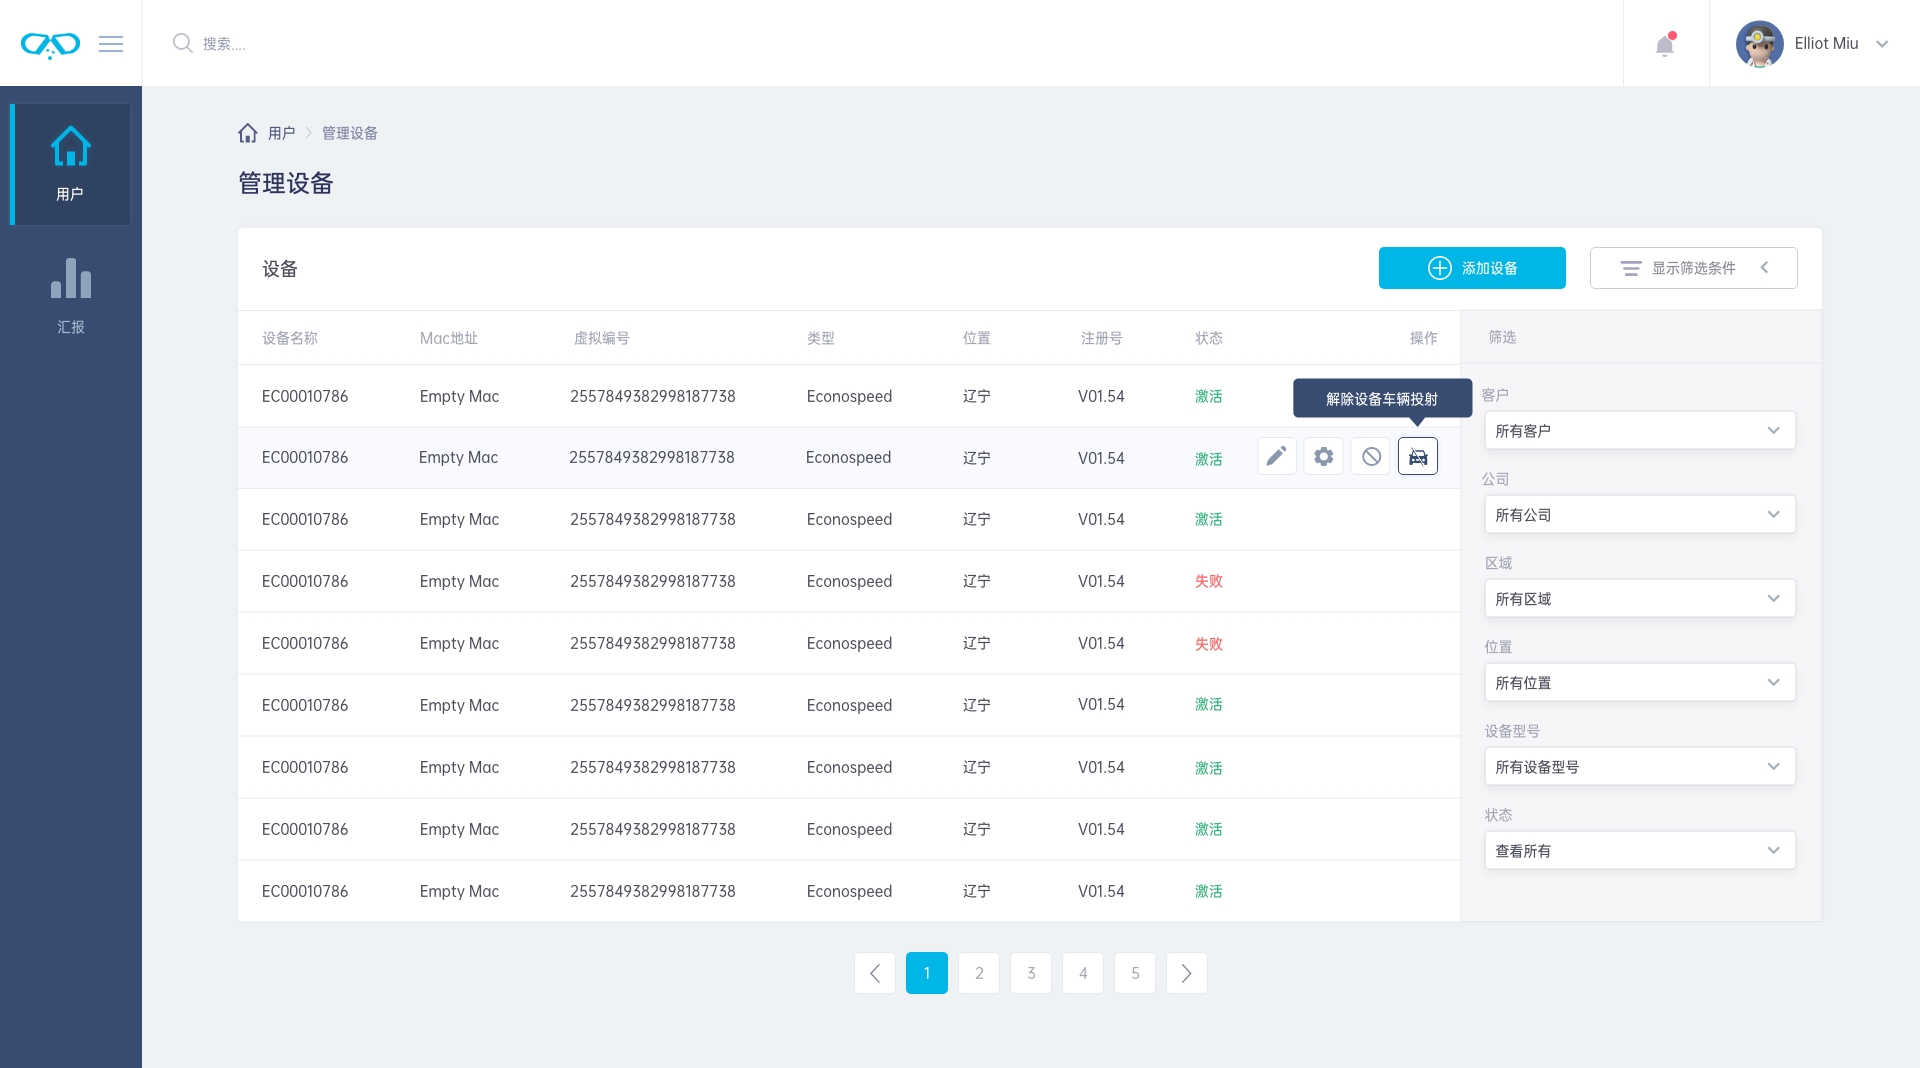 搜索....
Elliot Miu
用户
汇报
用户 管理设备
管理设备
设备
添加设备
显示筛选条件
设备名称 Mac地址 虚拟编号 类型 位置 注册号 状态 操作
EC00010786 Empty Mac 2557849382998187738 Econospeed 辽宁 V01.54 激活
解除设备车辆投射
EC00010786 Empty Mac 2557849382998187738 Econospeed 辽宁 V01.54 激活
EC00010786 Empty Mac 2557849382998187738 Econospeed 辽宁 V01.54 激活
EC00010786 Empty Mac 2557849382998187738 Econospeed 辽宁 V01.54 失败
EC00010786 Empty Mac 2557849382998187738 Econospeed 辽宁 V01.54 失败
EC00010786 Empty Mac 2557849382998187738 Econospeed 辽宁 V01.54 激活
EC00010786 Empty Mac 2557849382998187738 Econospeed 辽宁 V01.54 激活
EC00010786 Empty Mac 2557849382998187738 Econospeed 辽宁 V01.54 激活
EC00010786 Empty Mac 2557849382998187738 Econospeed 辽宁 V01.54 激活
筛选
客户
所有客户
公司
所有公司
区域
所有区域
位置
所有位置
设备型号
所有设备型号
状态
查看所有
1 2 3 4 5